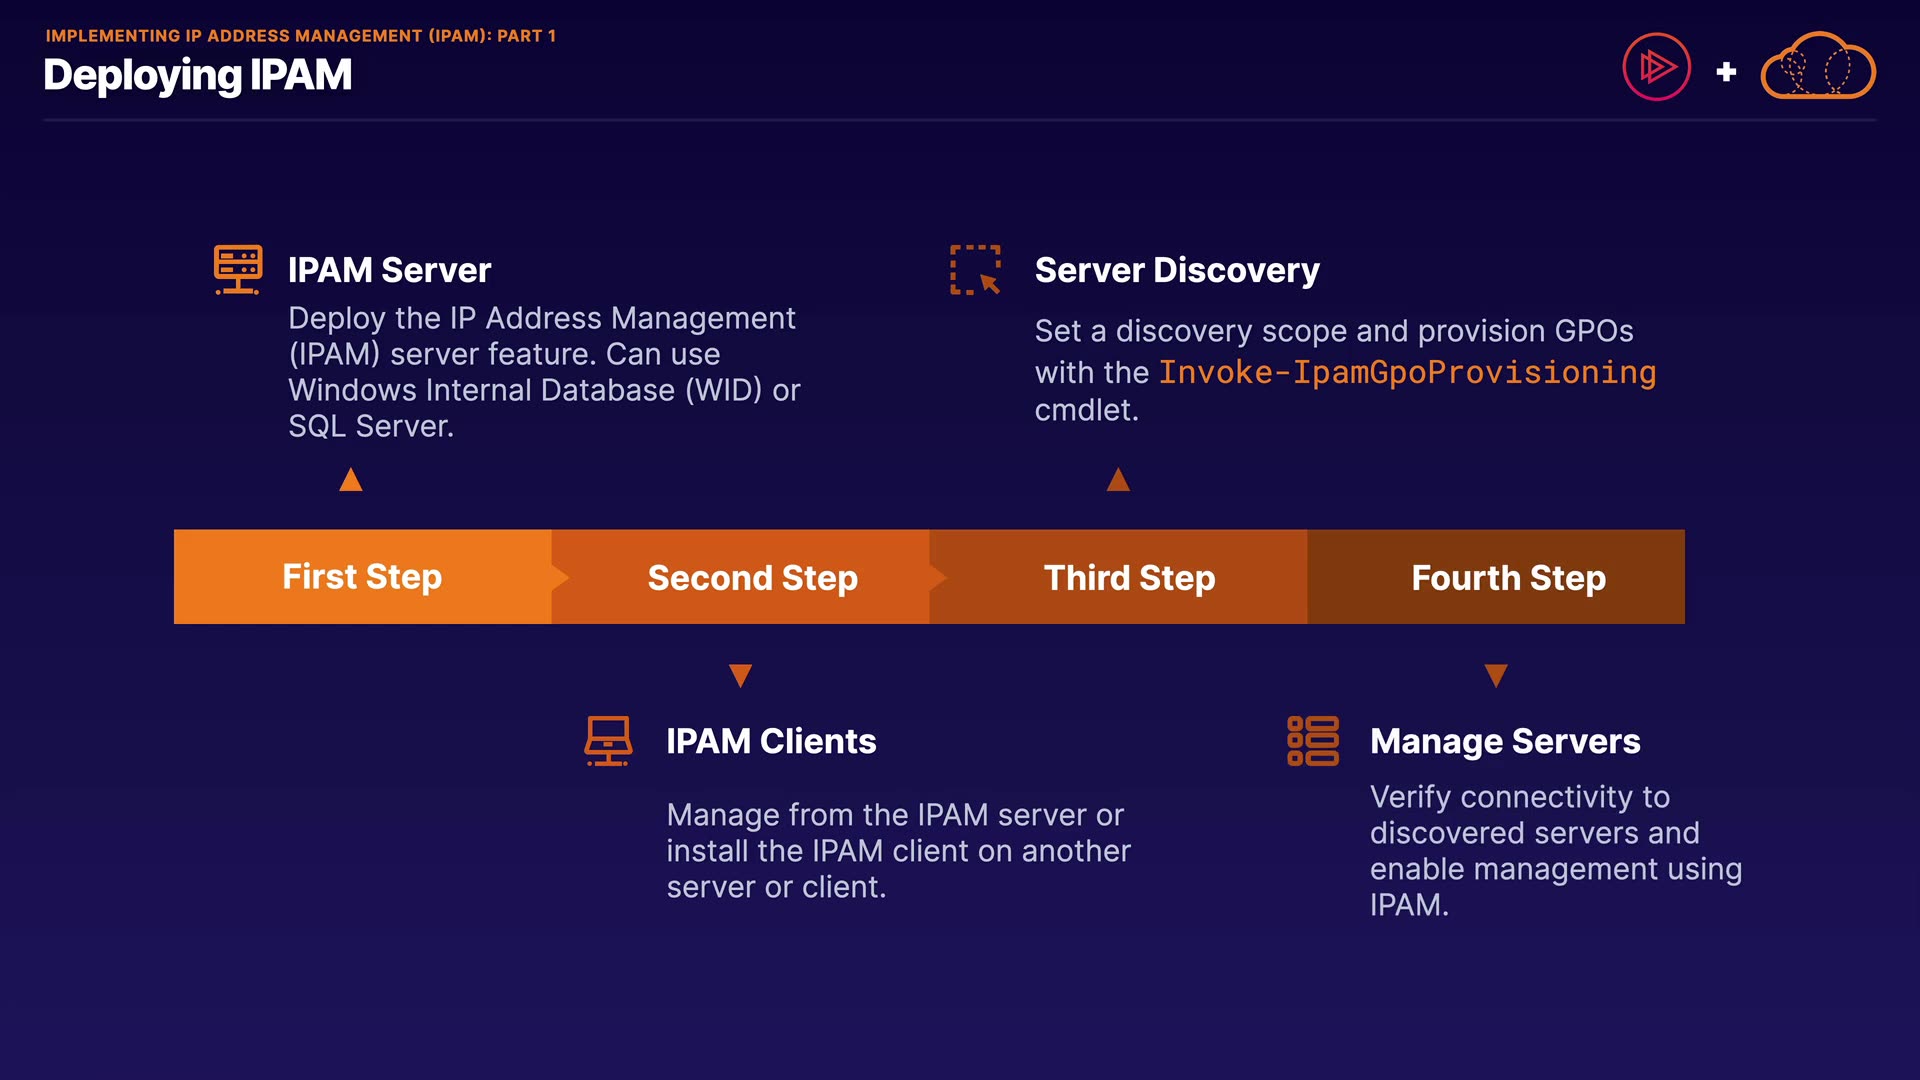 IMPLEMENTING IP ADDRESS MANAGEMENT (IPAM): PART 1
Deploying IPAM
IPAM Server
Deploy the IP Address Management
(IPAM) server feature. Can use
Windows Internal Database (WID) or
SQL Server.
Server Discovery
Set a discovery scope and provision GPOs
with the Invoke-IpamGpoProvisioning
cmdlet.
First Step
Second Step
Third Step
Fourth Step
IPAM Clients
Manage from the IPAM server or
install the IPAM client on another
server or client.
Manage Servers
Verify connectivity to
discovered servers and
enable management using
IPAM.